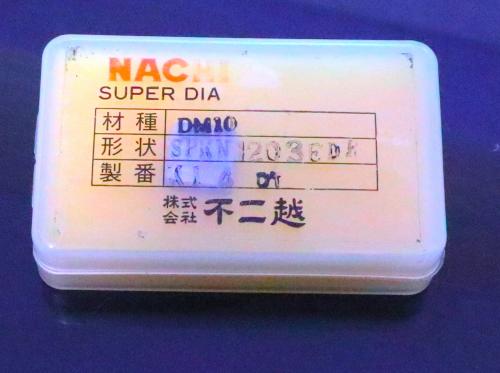 NACHI
SUPER DIA
材種 DM10
形状
製番
株式会社 不二越